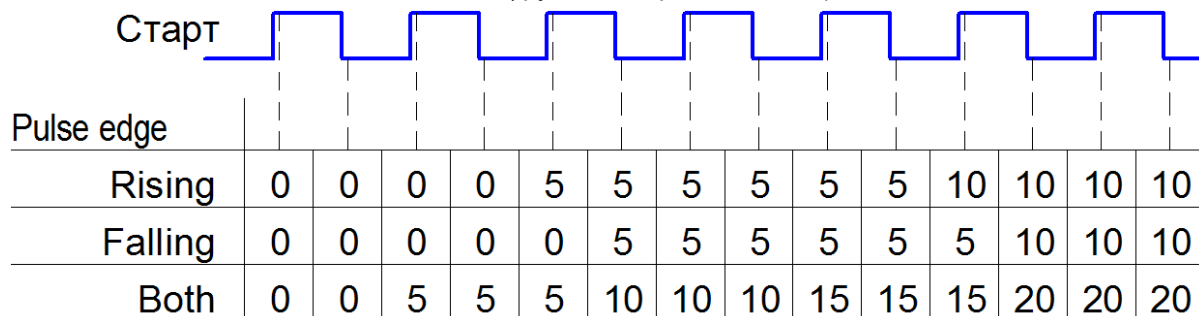 Старт
Pulse edge
Rising 0 0 0 0 5 5 5 5 5 5 10 10 10 10
Falling 0 0 0 0 0 5 5 5 5 5 5 10 10 10
Both 0 0 5 5 5 10 10 10 15 15 15 20 20 20